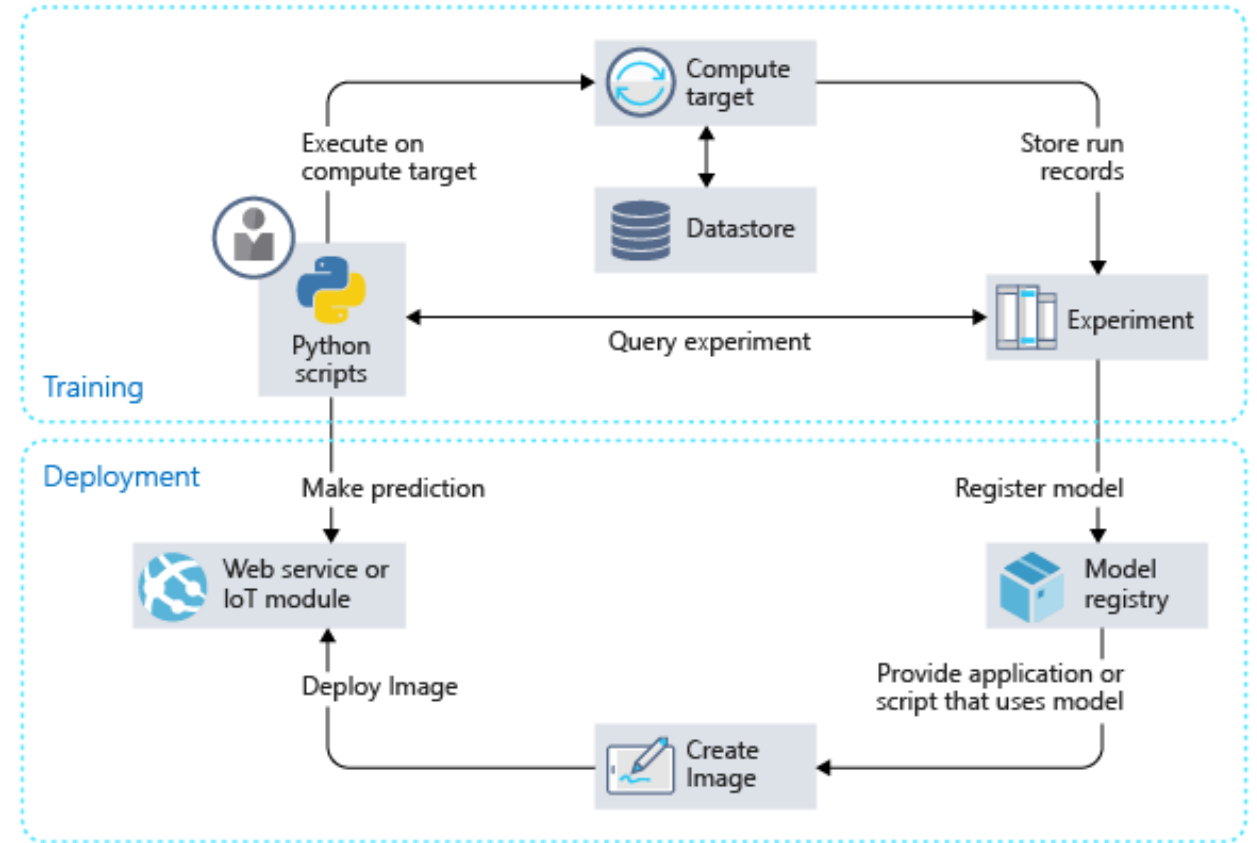 Compute
target
Execute on
compute target
Store run
records
Datastore
Python
scripts
Query experiment
Experiment
Training
Deployment
Make prediction
Register model
Web service or
IoT module
Model
registry
Provide application or
script that uses model
Deploy Image
Create
Image